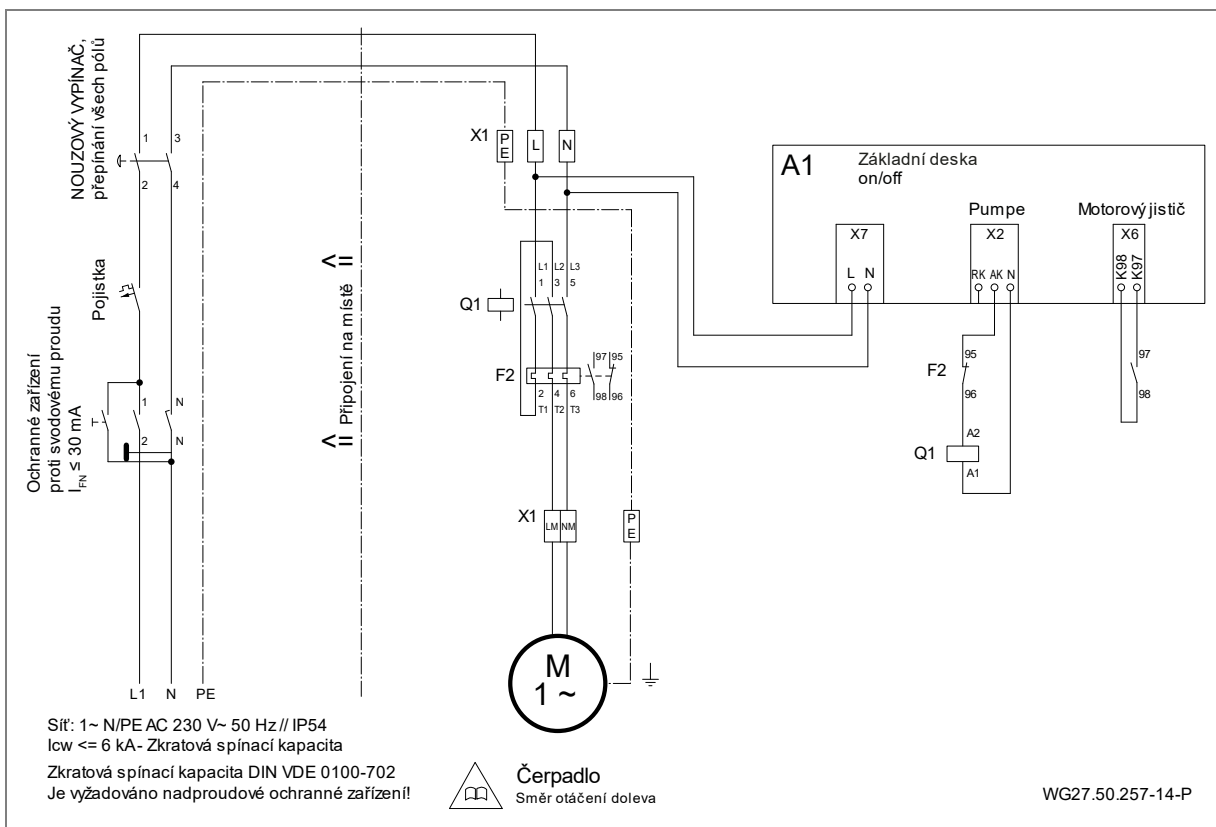 NOUZOVÝ VYPÍNAČ,
přepínání všech pólů
1
3
2
4
Pojistka
Ochranné zařízení
proti svodovému proudu
I_FN ≤ 30 mA
1
N
2
N
L1
N
PE
<=
Připojení na místě
<=
X1
PE
L
N
L1
L2
L3
1
3
5
Q1
F2
97
95
98
96
2
4
6
T1
T2
T3
X1
LM
NM
PE
M
1 ~
A1
Základní deska
on/off
Pumpe
Motorový jistič
X7
X2
X6
L
N
RK
AK
N
K98
K97
F2
95
96
97
98
Q1
A2
A1
Síť: 1~ N/PE AC 230 V~ 50 Hz // IP54
Icw <= 6 kA - Zkratová spínací kapacita
Zkratová spínací kapacita DIN VDE 0100-702
Je vyžadováno nadproudové ochranné zařízení!
Čerpadlo
Směr otáčení doleva
WG27.50.257-14-P